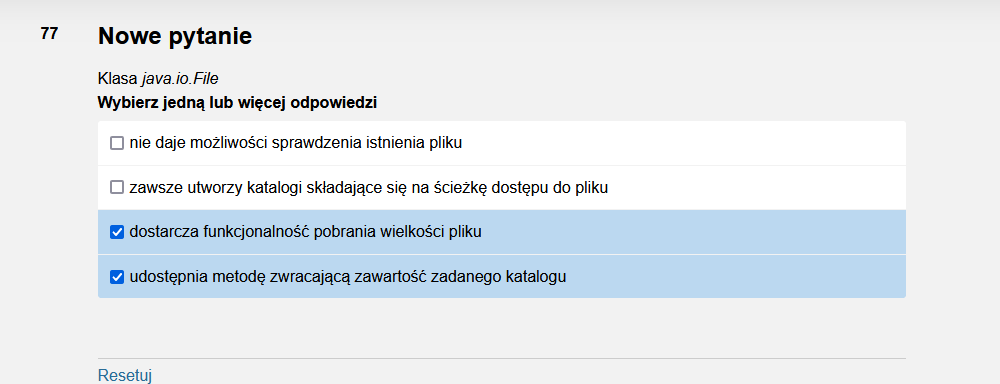 77
Nowe pytanie
Klasa java.io.File
Wybierz jedną lub więcej odpowiedzi
nie daje możliwości sprawdzenia istnienia pliku
zawsze utworzy katalogi składające się na ścieżkę dostępu do pliku
dostarcza funkcjonalność pobrania wielkości pliku
udostępnia metodę zwracającą zawartość zadanego katalogu
Resetuj